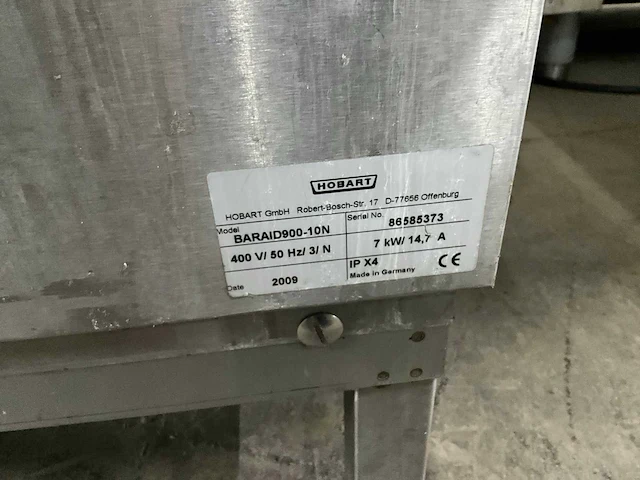 HOBART
HOBART GmbH Robert-Bosch-Str. 17 D-77656 Offenburg
Model BARAID900-10N Serial No. 86585373
400 V/ 50 Hz/ 3/ N 7 kW/ 14,7 A
Date 2009 IP X4 CE
Made in Germany